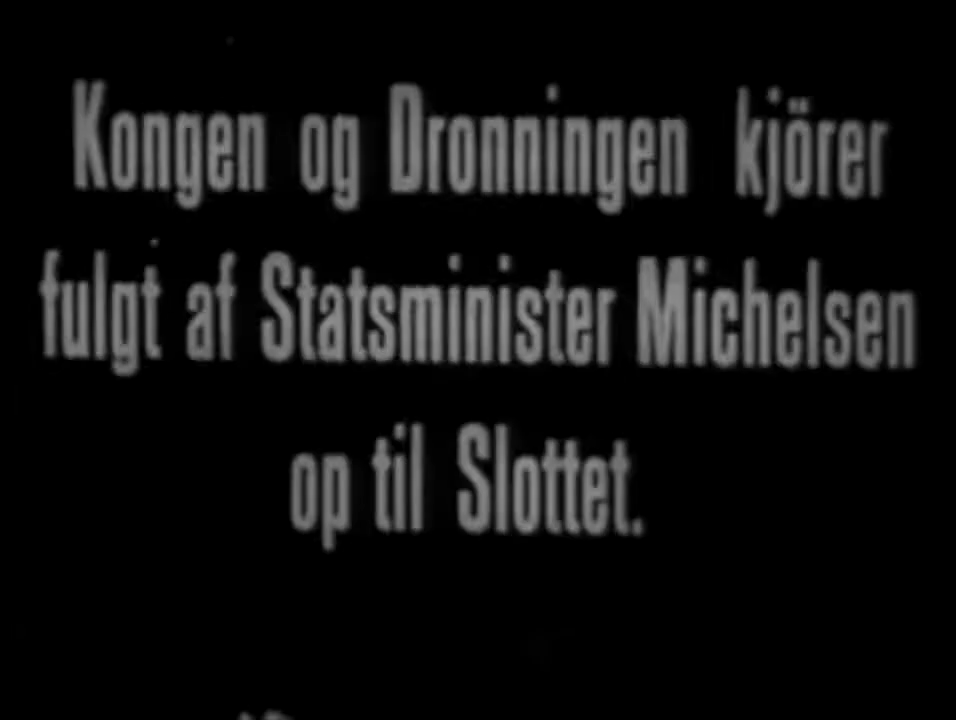 Kongen og Dronningen kjörer
fulgt af Statsminister Michelsen
op til Slottet.